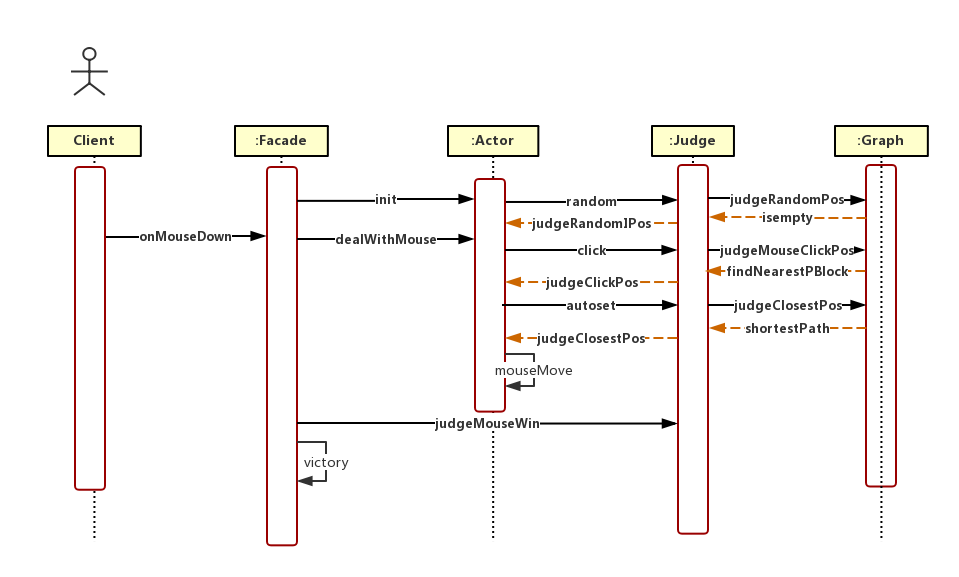 Client
:Facade
:Actor
:Judge
:Graph
init
random
judgeRandomPos
judgeRandomIPos
isempty
onMouseDown
dealWithMouse
click
judgeMouseClickPos
judgeClickPos
findNearestPBlock
autoset
judgeClosestPos
judgeClosestPos
shortestPath
mouseMove
judgeMouseWin
victory